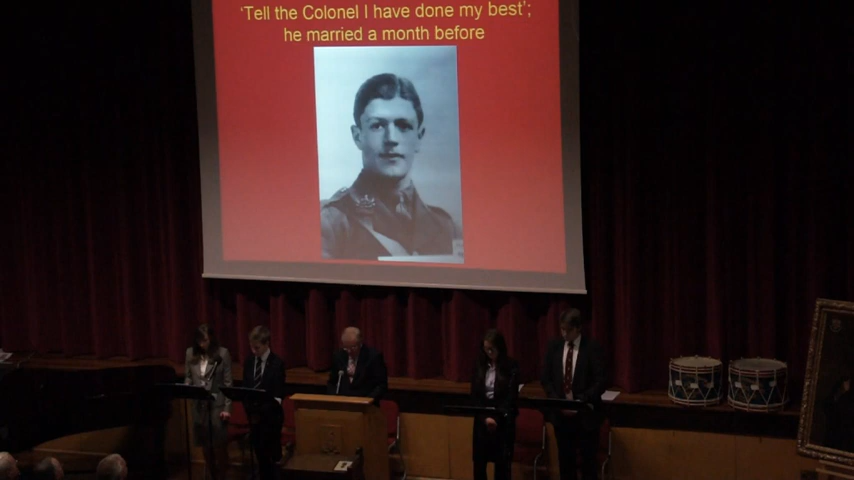 'Tell the Colonel I have done my best';
he married a month before